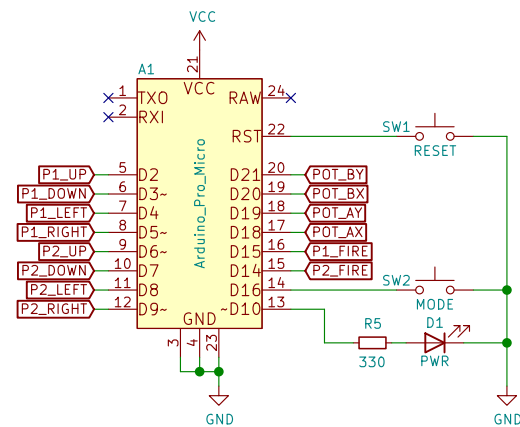 VCC
A1
21
VCC
1 TXO RAW 24
2 RXI
RST 22 SW1
RESET
Arduino_Pro_Micro
P1_UP 5 D2 D21 20 POT_BY
P1_DOWN 6 D3~ D20 19 POT_BX
P1_LEFT 7 D4 D19 18 POT_AY
P1_RIGHT 8 D5~ D18 17 POT_AX
P2_UP 9 D6~ D15 16 P1_FIRE
P2_DOWN 10 D7 D14 15 P2_FIRE
P2_LEFT 11 D8 D16 14 SW2
MODE
P2_RIGHT 12 D9~ ~D10 13
GND
3 4 23
R5 D1
330 PWR
GND GND